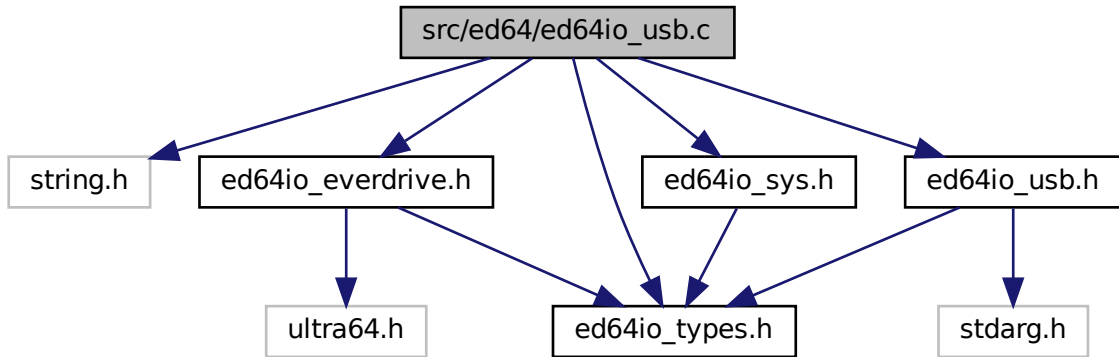 src/ed64/ed64io_usb.c
string.h
ed64io_everdrive.h
ed64io_sys.h
ed64io_usb.h
ultra64.h
ed64io_types.h
stdarg.h